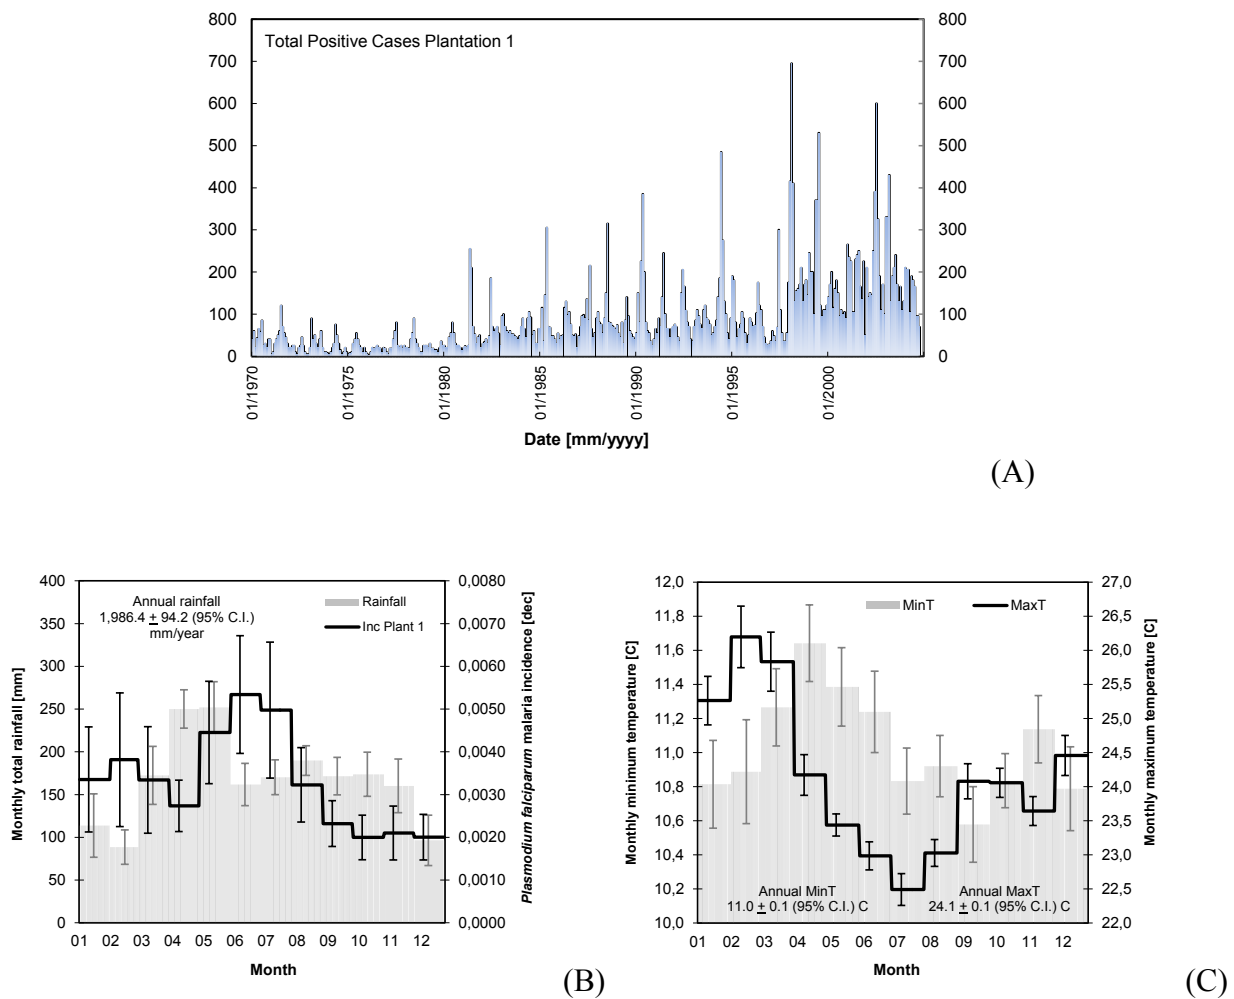 800
700
600
500
400
300
200
100
0
Total Positive Cases Plantation 1
800
700
600
500
400
300
200
100
0
01/1970
01/1975
01/1980
01/1985
01/1990
01/1995
01/2000
Date [mm/yyyy]
(A)
Monthly total rainfall [mm]
400
350
300
250
200
150
100
50
0
Annual rainfall
1,986.4 + 94.2 (95% C.I.)
mm/year
Rainfall
Inc Plant 1
0,0080
0,0070
0,0060
0,0050
0,0040
0,0030
0,0020
0,0010
0,0000
Plasmodium falciparum malaria incidence [dec]
01 02 03 04 05 06 07 08 09 10 11 12
Month
(B)
Monthly minimum temperature [C]
12,0
11,8
11,6
11,4
11,2
11,0
10,8
10,6
10,4
10,2
10,0
MinT
MaxT
Annual MinT
11.0 + 0.1 (95% C.I.) C
Annual MaxT
24.1 + 0.1 (95% C.I.) C
27,0
26,5
26,0
25,5
25,0
24,5
24,0
23,5
23,0
22,5
22,0
Monthly maximum temperature [C]
01 02 03 04 05 06 07 08 09 10 11 12
Month
(C)